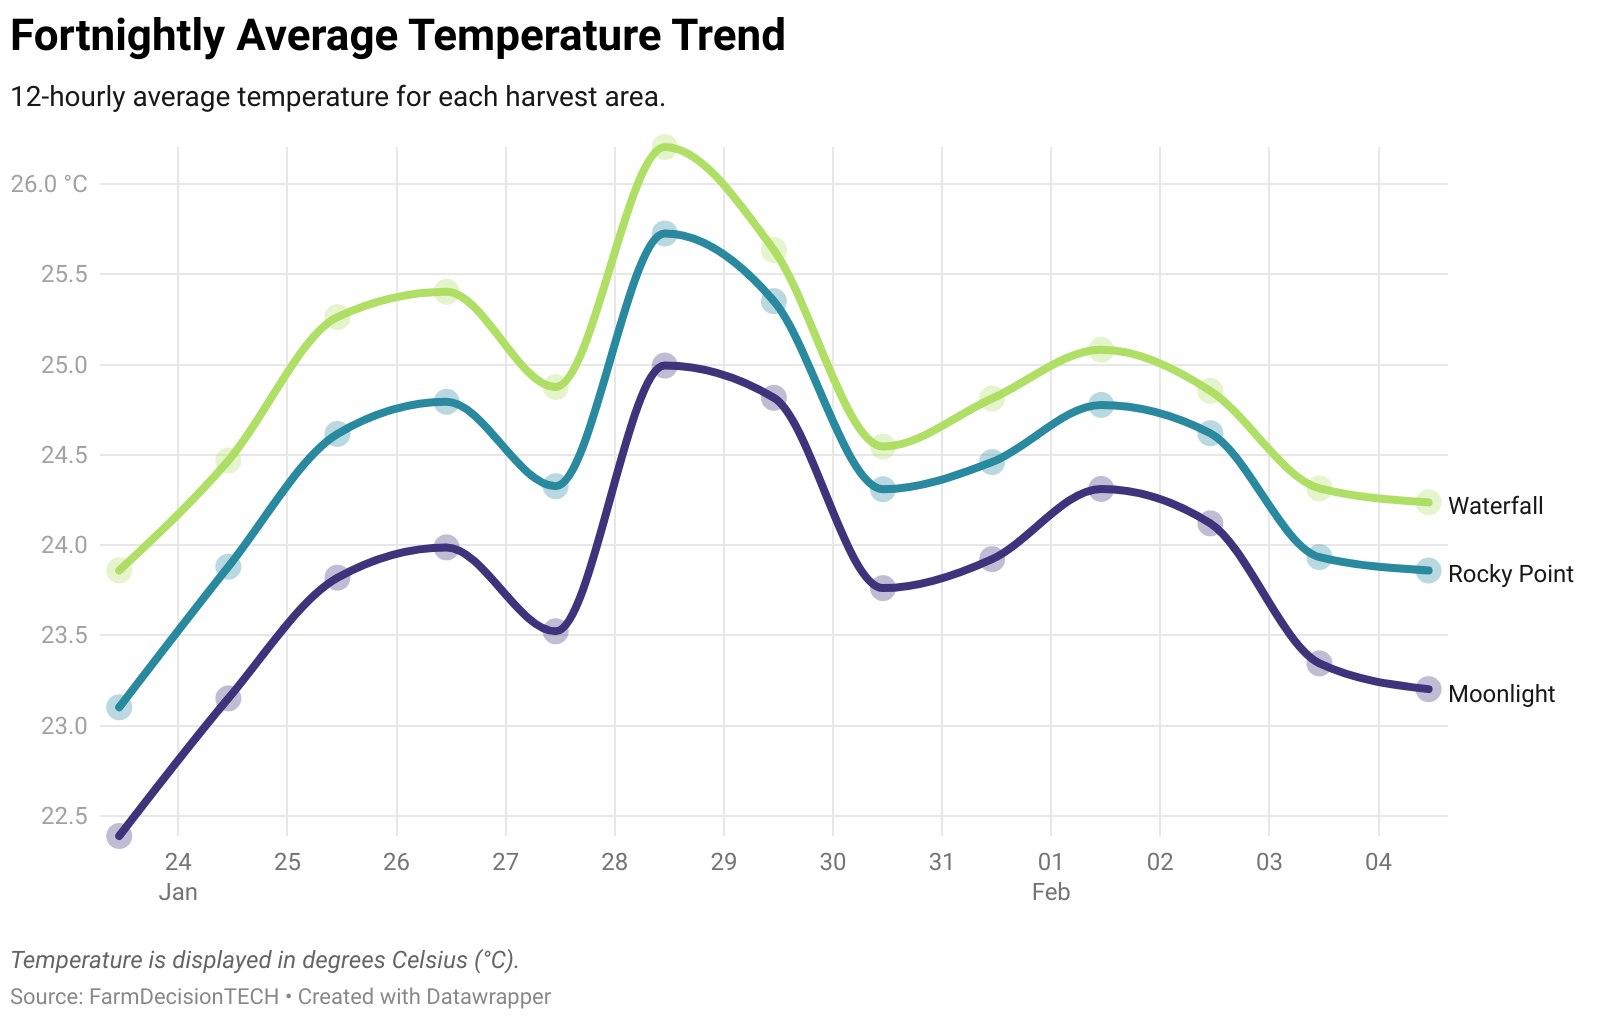 Fortnightly Average Temperature Trend
12-hourly average temperature for each harvest area.
26.0 °C
25.5
25.0
24.5
24.0
23.5
23.0
22.5
Waterfall
Rocky Point
Moonlight
24 25 26 27 28 29 30 31 01 02 03 04
Jan Feb
Temperature is displayed in degrees Celsius (°C).
Source: FarmDecisionTECH • Created with Datawrapper